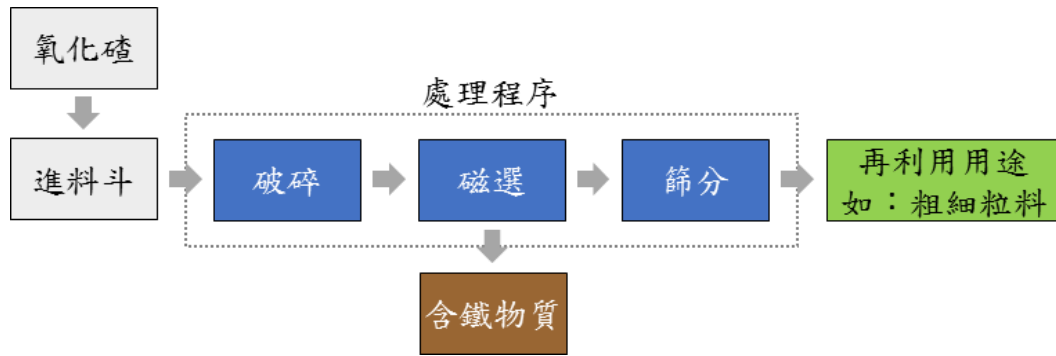 氧化碴
處理程序
進料斗
破碎
磁選
篩分
再利用用途
如：粗細粒料
含鐵物質